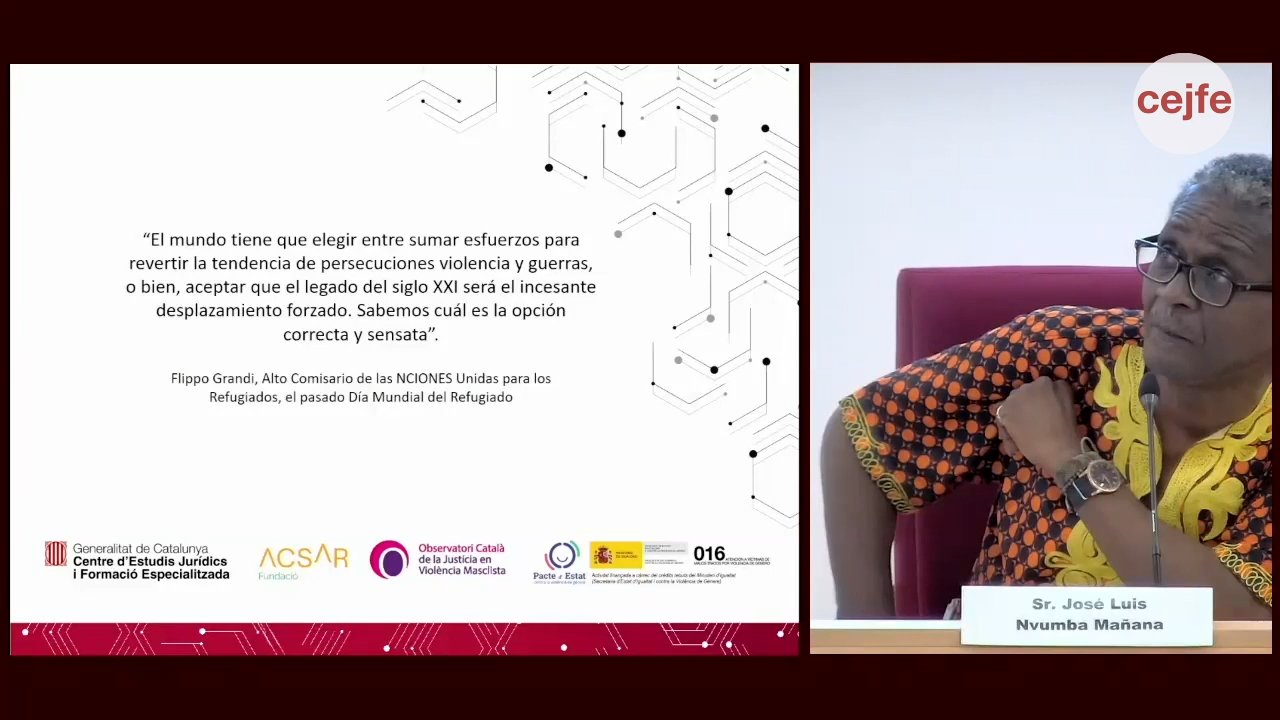 cejfe
“El mundo tiene que elegir entre sumar esfuerzos para
revertir la tendencia de persecuciones violencia y guerras,
o bien, aceptar que el legado del siglo XXI será el incesante
desplazamiento forzado. Sabemos cuál es la opción
correcta y sensata”.
Flippo Grandi, Alto Comisario de las NCIONES Unidas para los
Refugiados, el pasado Día Mundial del Refugiado
Generalitat de Catalunya
Centre d’Estudis Jurídics
i Formació Especialitzada
ACSAR
Fundació
Observatori Català
de la Justícia en
Violència Masclista
Pacte d'Estat
016
Sr. José Luis
Nvumba Mañana